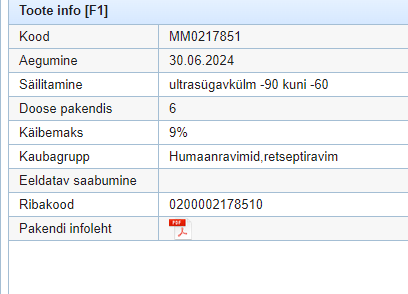 Toote info [F1]
Kood MM0217851
Aegumine 30.06.2024
Säilitamine ultrasügavkülm -90 kuni -60
Doose pakendis 6
Käibemaks 9%
Kaubagrupp Humaanravimid,retseptiravim
Eeldatav saabumine
Ribakood 0200002178510
Pakendi infoleht PDF